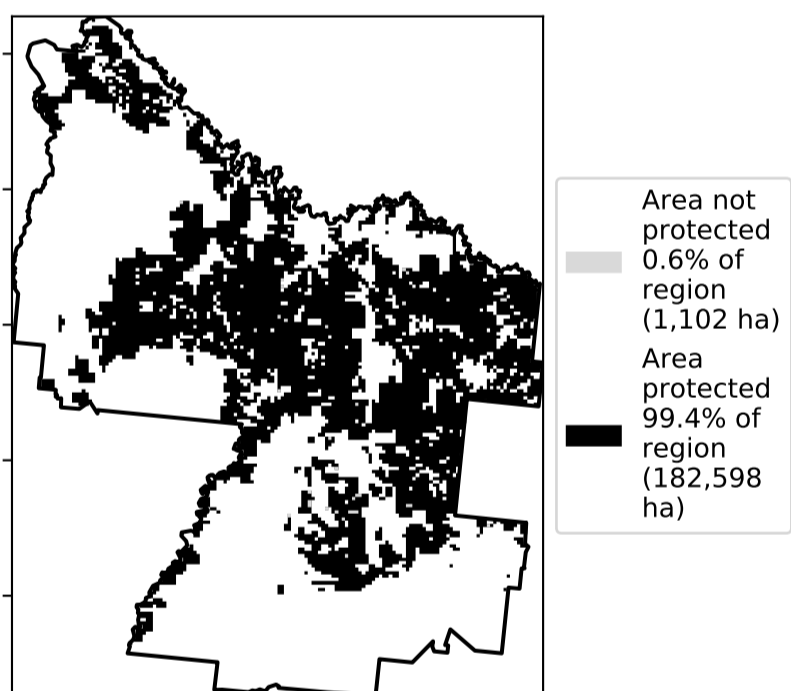 Area not
protected
0.6% of
region
(1,102 ha)
Area
protected
99.4% of
region
(182,598
ha)